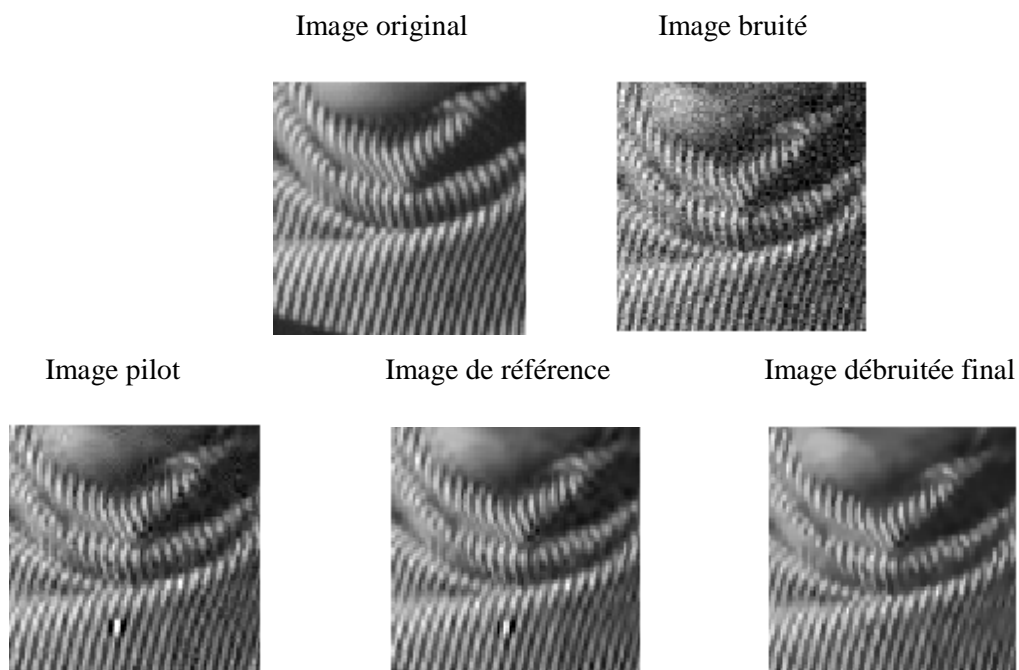 Image original
Image bruité
Image pilot
Image de référence
Image débruitée final